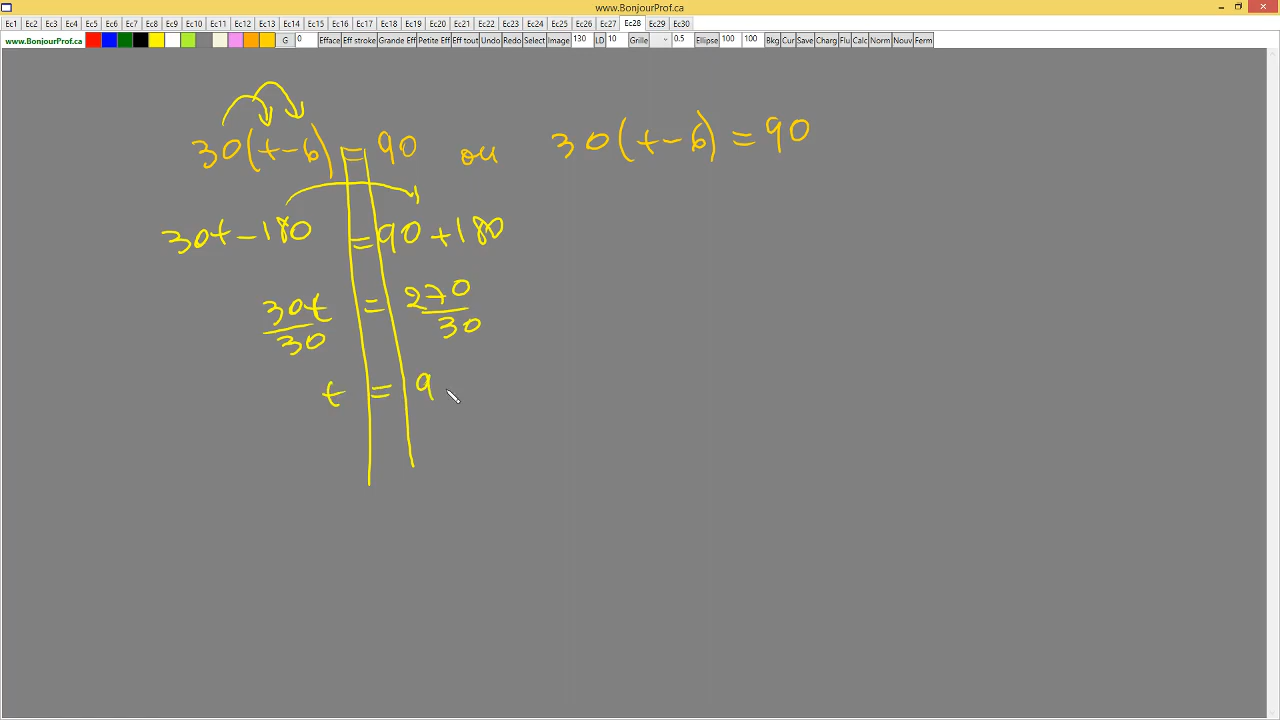 www.BonjourProf.ca
Ec1 Ec2 Ec3 Ec4 Ec5 Ec6 Ec7 Ec8 Ec9 Ec10 Ec11 Ec12 Ec13 Ec14 Ec15 Ec16 Ec17 Ec18 Ec19 Ec20 Ec21 Ec22 Ec23 Ec24 Ec25 Ec26 Ec27 Ec28 Ec29 Ec30
www.BonjourProf.ca G 0 Efface Eff stroke Grande Eff Petite Eff Eff tout Undo Redo Select Image 130 LD 10 Grille 0.5 Ellipse 100 100 Bkg Cur Save Charg Flu Calc Norm Nouv Ferm
30(t-6) = 90 ou 30(t-6) = 90
30t-180 = 90+180
30t/30 = 270/30
t = 9